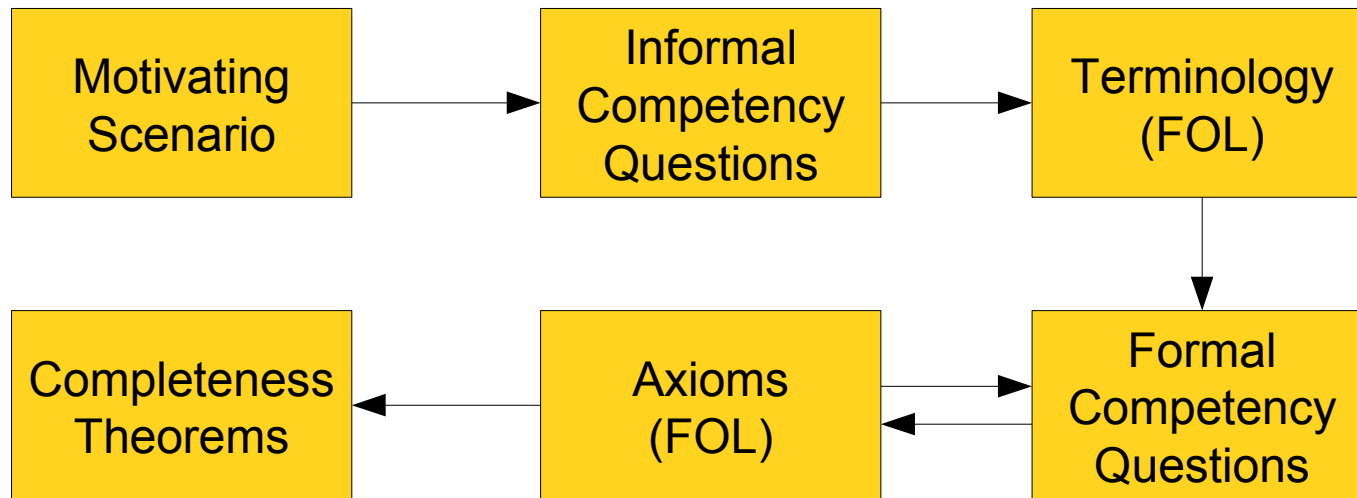 Motivating
Scenario
Informal
Competency
Questions
Terminology
(FOL)
Completeness
Theorems
Axioms
(FOL)
Formal
Competency
Questions